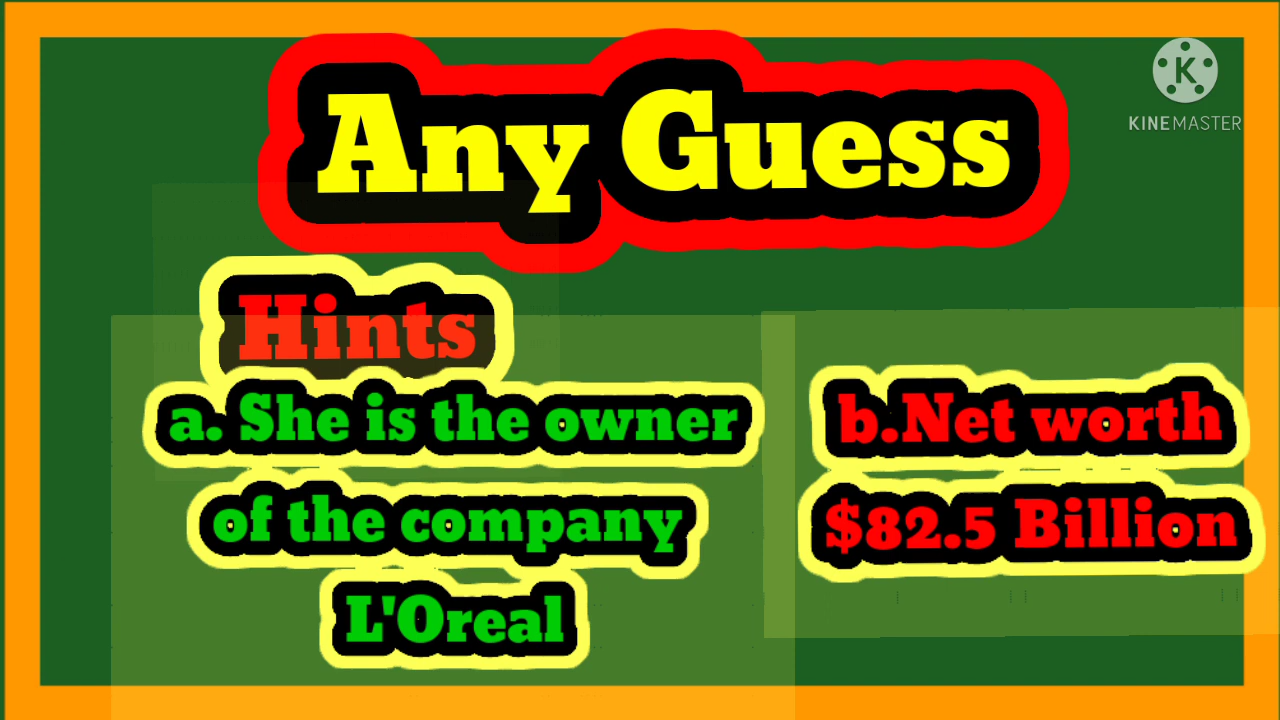 Any Guess
KINEMASTER
Hints
a. She is the owner
of the company
L'Oreal
b.Net worth
$82.5 Billion